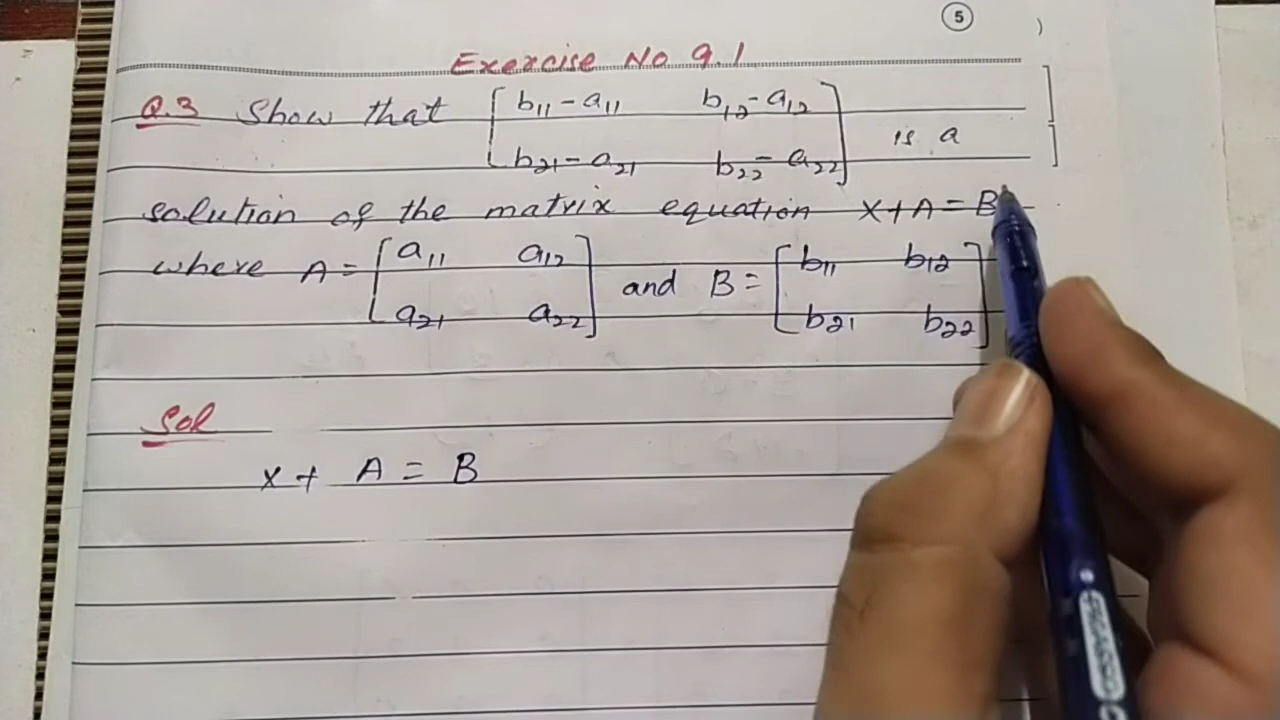 5
Exercise No 9.1
Q.3 Show that [b11-a11 b12-a12
b21-a21 b22-a22] is a
solution of the matrix equation X+A=B
where A=[a11 a12
a21 a22] and B=[b11 b12
b21 b22]
Sol
X+ A = B